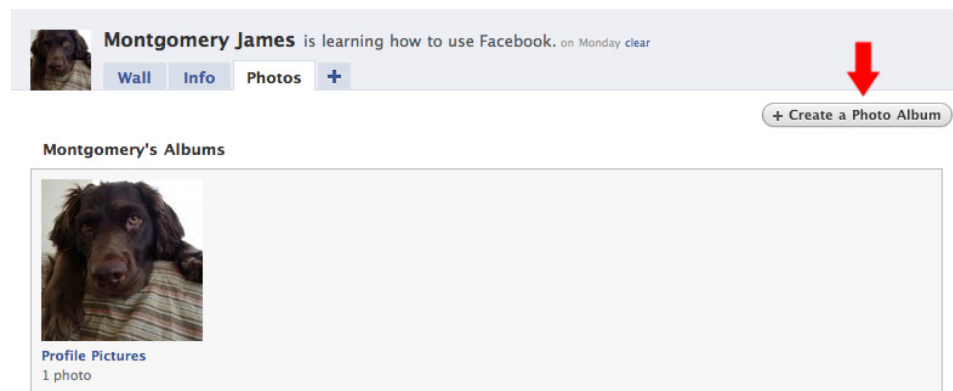 Montgomery James is learning how to use Facebook. on Monday clear
Wall Info Photos +
+ Create a Photo Album
Montgomery's Albums
Profile Pictures
1 photo